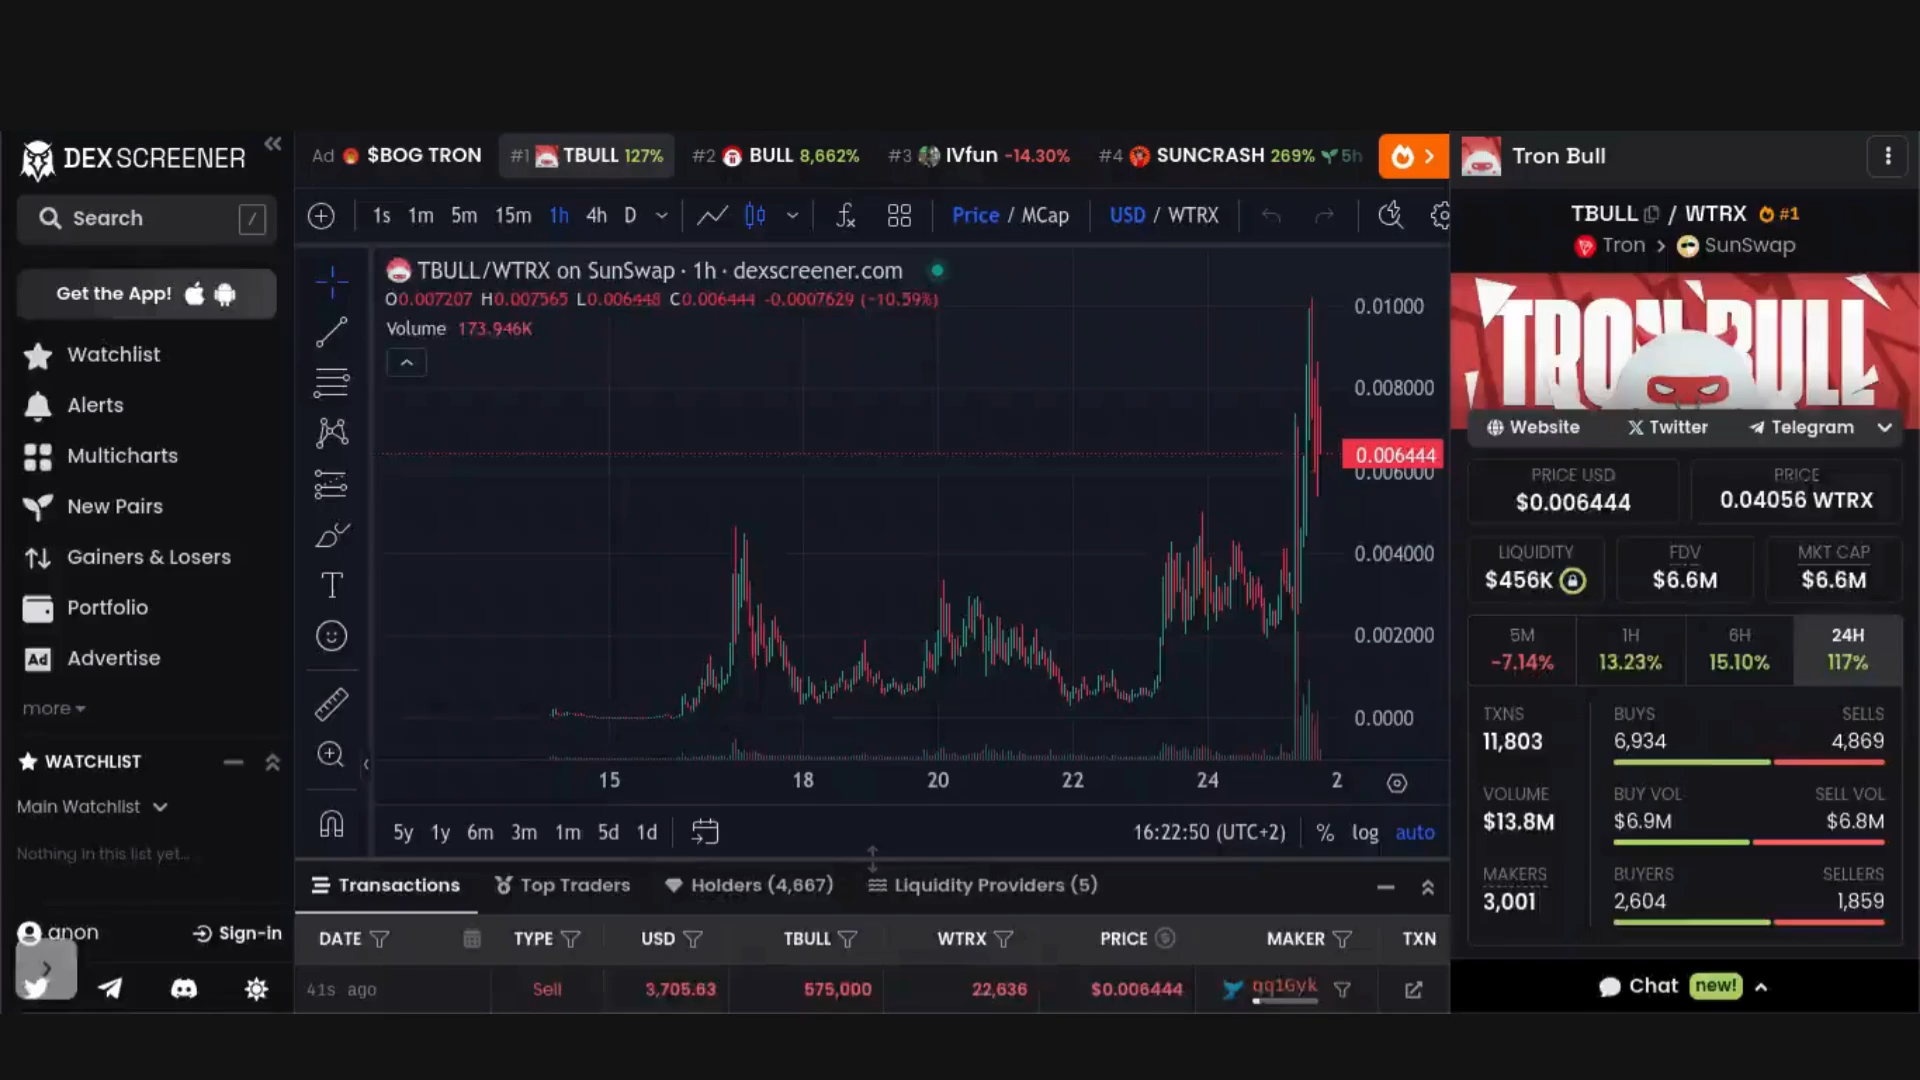 DEX SCREENER
Search /
Get the App!
Watchlist
Alerts
Multicharts
New Pairs
Gainers & Losers
Portfolio
Ad Advertise
more
WATCHLIST
Main Watchlist
Nothing in this list yet...
anon Sign-in
Ad $BOG TRON #1 TBULL 127% #2 BULL 8,662% #3 IVfun -14.30% #4 SUNCRASH 269% 5h
1s 1m 5m 15m 1h 4h D Price / MCap USD / WTRX
TBULL/WTRX on SunSwap · 1h · dexscreener.com
O0.007207 H0.007565 L0.006448 C0.006444 -0.0007629 (-10.59%)
Volume 173.946K
0.01000
0.008000
0.006444
0.006000
0.004000
0.002000
0.0000
15 18 20 22 24 2
5y 1y 6m 3m 1m 5d 1d 16:22:50 (UTC+2) % log auto
Transactions Top Traders Holders (4,667) Liquidity Providers (5)
DATE TYPE USD TBULL WTRX PRICE MAKER TXN
41s ago Sell 3,705.63 575,000 22,636 $0.006444 qq1Gyk
Tron Bull
TBULL / WTRX #1
Tron > SunSwap
TRON BULL
Website Twitter Telegram
PRICE USD PRICE
$0.006444 0.04056 WTRX
LIQUIDITY FDV MKT CAP
$456K $6.6M $6.6M
5M 1H 6H 24H
-7.14% 13.23% 15.10% 117%
TXNS BUYS SELLS
11,803 6,934 4,869
VOLUME BUY VOL SELL VOL
$13.8M $6.9M $6.8M
MAKERS BUYERS SELLERS
3,001 2,604 1,859
Chat new!